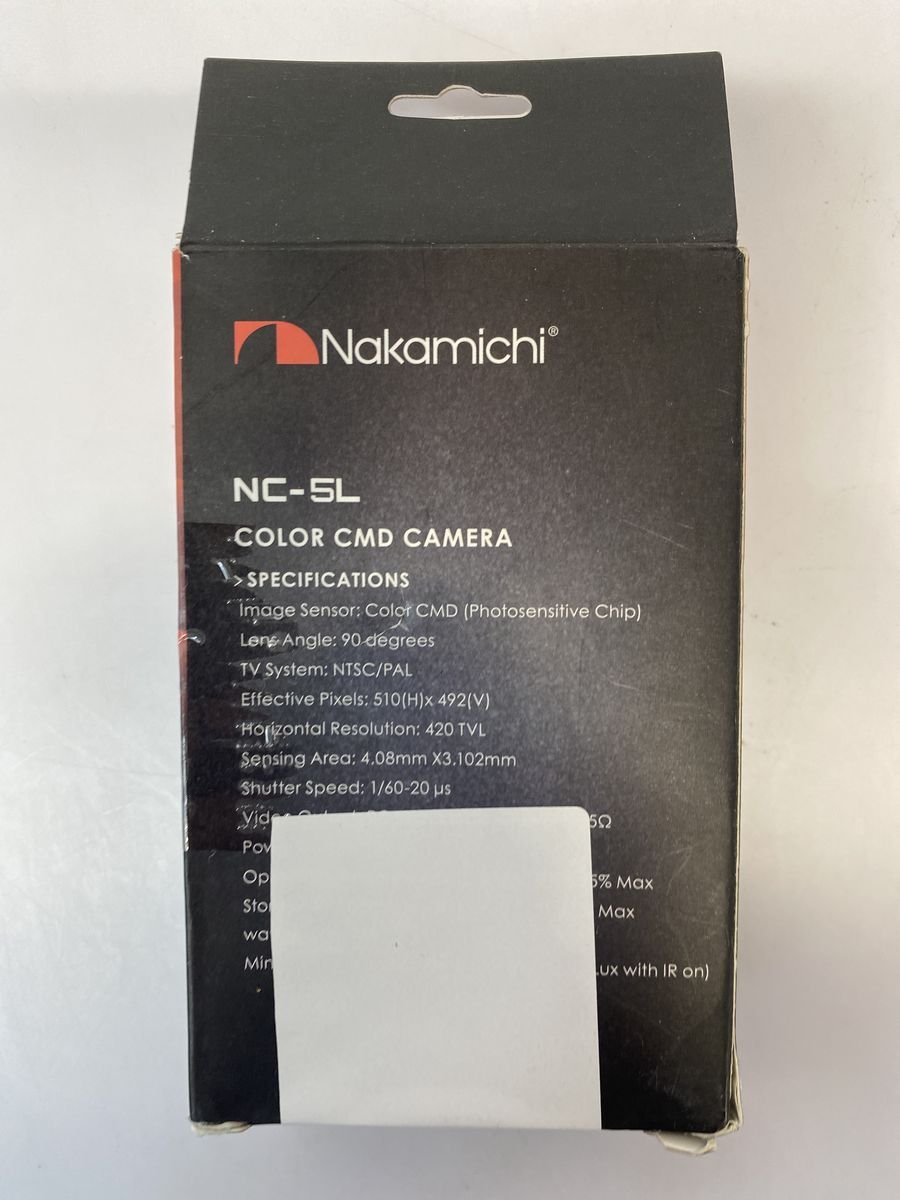 Nakamichi®
NC-5L
COLOR CMD CAMERA
> SPECIFICATIONS
Image Sensor: Color CMD (Photosensitive Chip)
Lens Angle: 90 degrees
TV System: NTSC/PAL
Effective Pixels: 510(H)x 492(V)
Horizontal Resolution: 420 TVL
Sensing Area: 4.08mm X3.102mm
Shutter Speed: 1/60-20 µs
5Ω
5% Max
Max
with IR on)